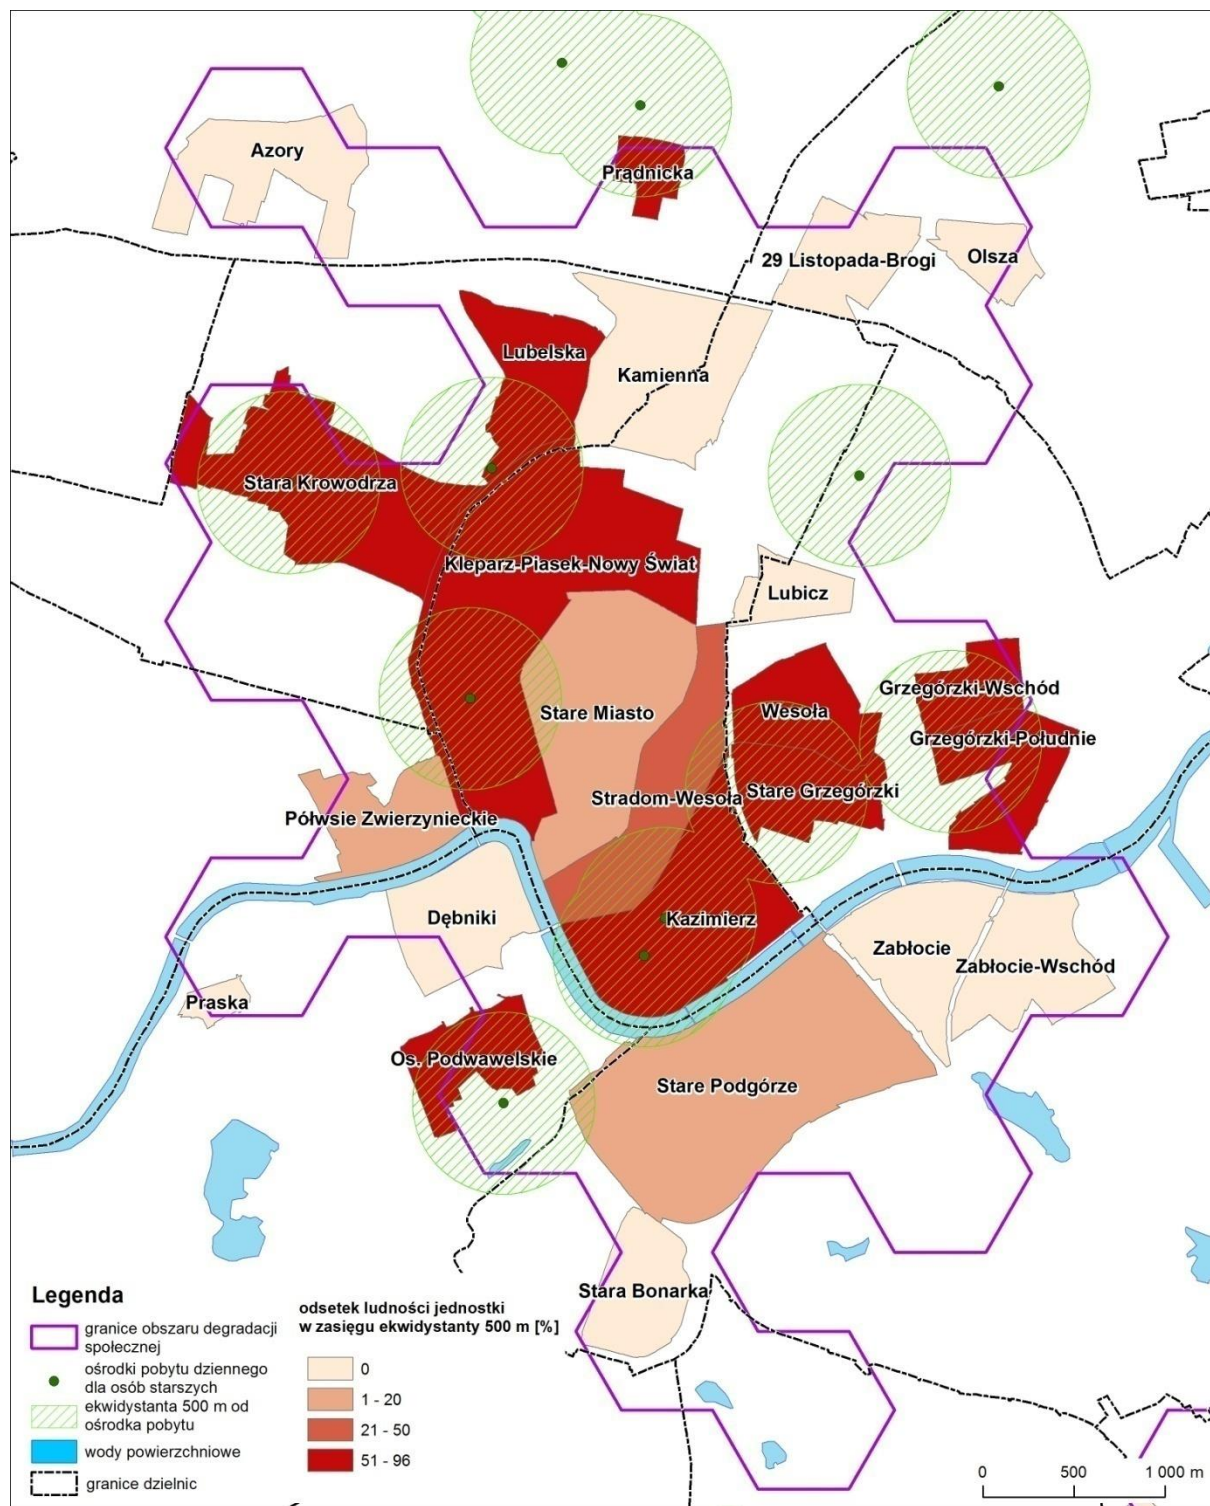 Azory
Prądnicka
29 Listopada-Brogi
Olsza
Lubelska
Kamienna
Stara Krowodrza
Kleparz-Piasek-Nowy Świat
Lubicz
Grzegórzki-Wschód
Stare Miasto
Wesoła
Grzegórzki-Południe
Stradom-Wesoła
Stare Grzegórzki
Półwsie Zwierzynieckie
Dębniki
Kazimierz
Zabłocie
Zabłocie-Wschód
Praska
Os. Podwawelskie
Stare Podgórze
Stara Bonarka
Legenda
granice obszaru degradacji
społecznej
ośrodki pobytu dziennego
dla osób starszych
ekwidystanta 500 m od
ośrodka pobytu
wody powierzchniowe
granice dzielnic
odsetek ludności jednostki
w zasięgu ekwidystanty 500 m [%]
0
1 - 20
21 - 50
51 - 96
0 500 1 000 m